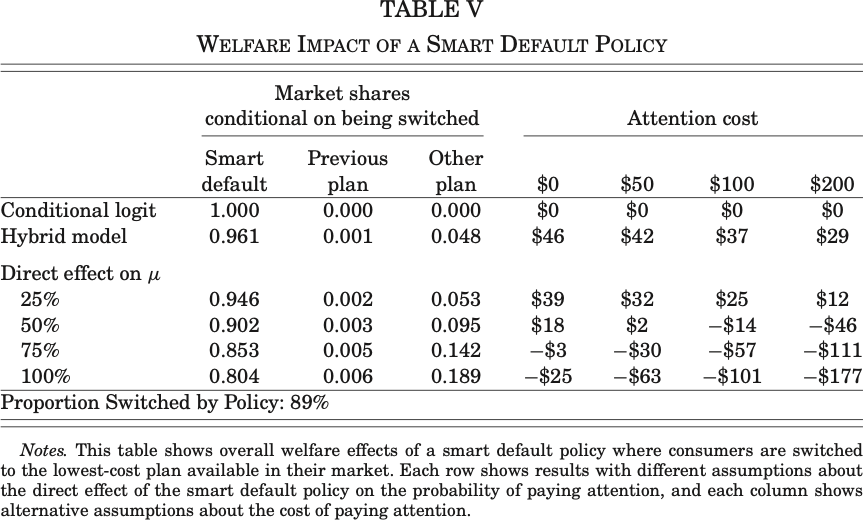 TABLE V
WELFARE IMPACT OF A SMART DEFAULT POLICY
Market shares
conditional on being switched Attention cost
Smart Previous Other
default plan plan $0 $50 $100 $200
Conditional logit 1.000 0.000 0.000 $0 $0 $0 $0
Hybrid model 0.961 0.001 0.048 $46 $42 $37 $29
Direct effect on μ
25% 0.946 0.002 0.053 $39 $32 $25 $12
50% 0.902 0.003 0.095 $18 $2 −$14 −$46
75% 0.853 0.005 0.142 −$3 −$30 −$57 −$111
100% 0.804 0.006 0.189 −$25 −$63 −$101 −$177
Proportion Switched by Policy: 89%
Notes. This table shows overall welfare effects of a smart default policy where consumers are switched
to the lowest-cost plan available in their market. Each row shows results with different assumptions about
the direct effect of the smart default policy on the probability of paying attention, and each column shows
alternative assumptions about the cost of paying attention.